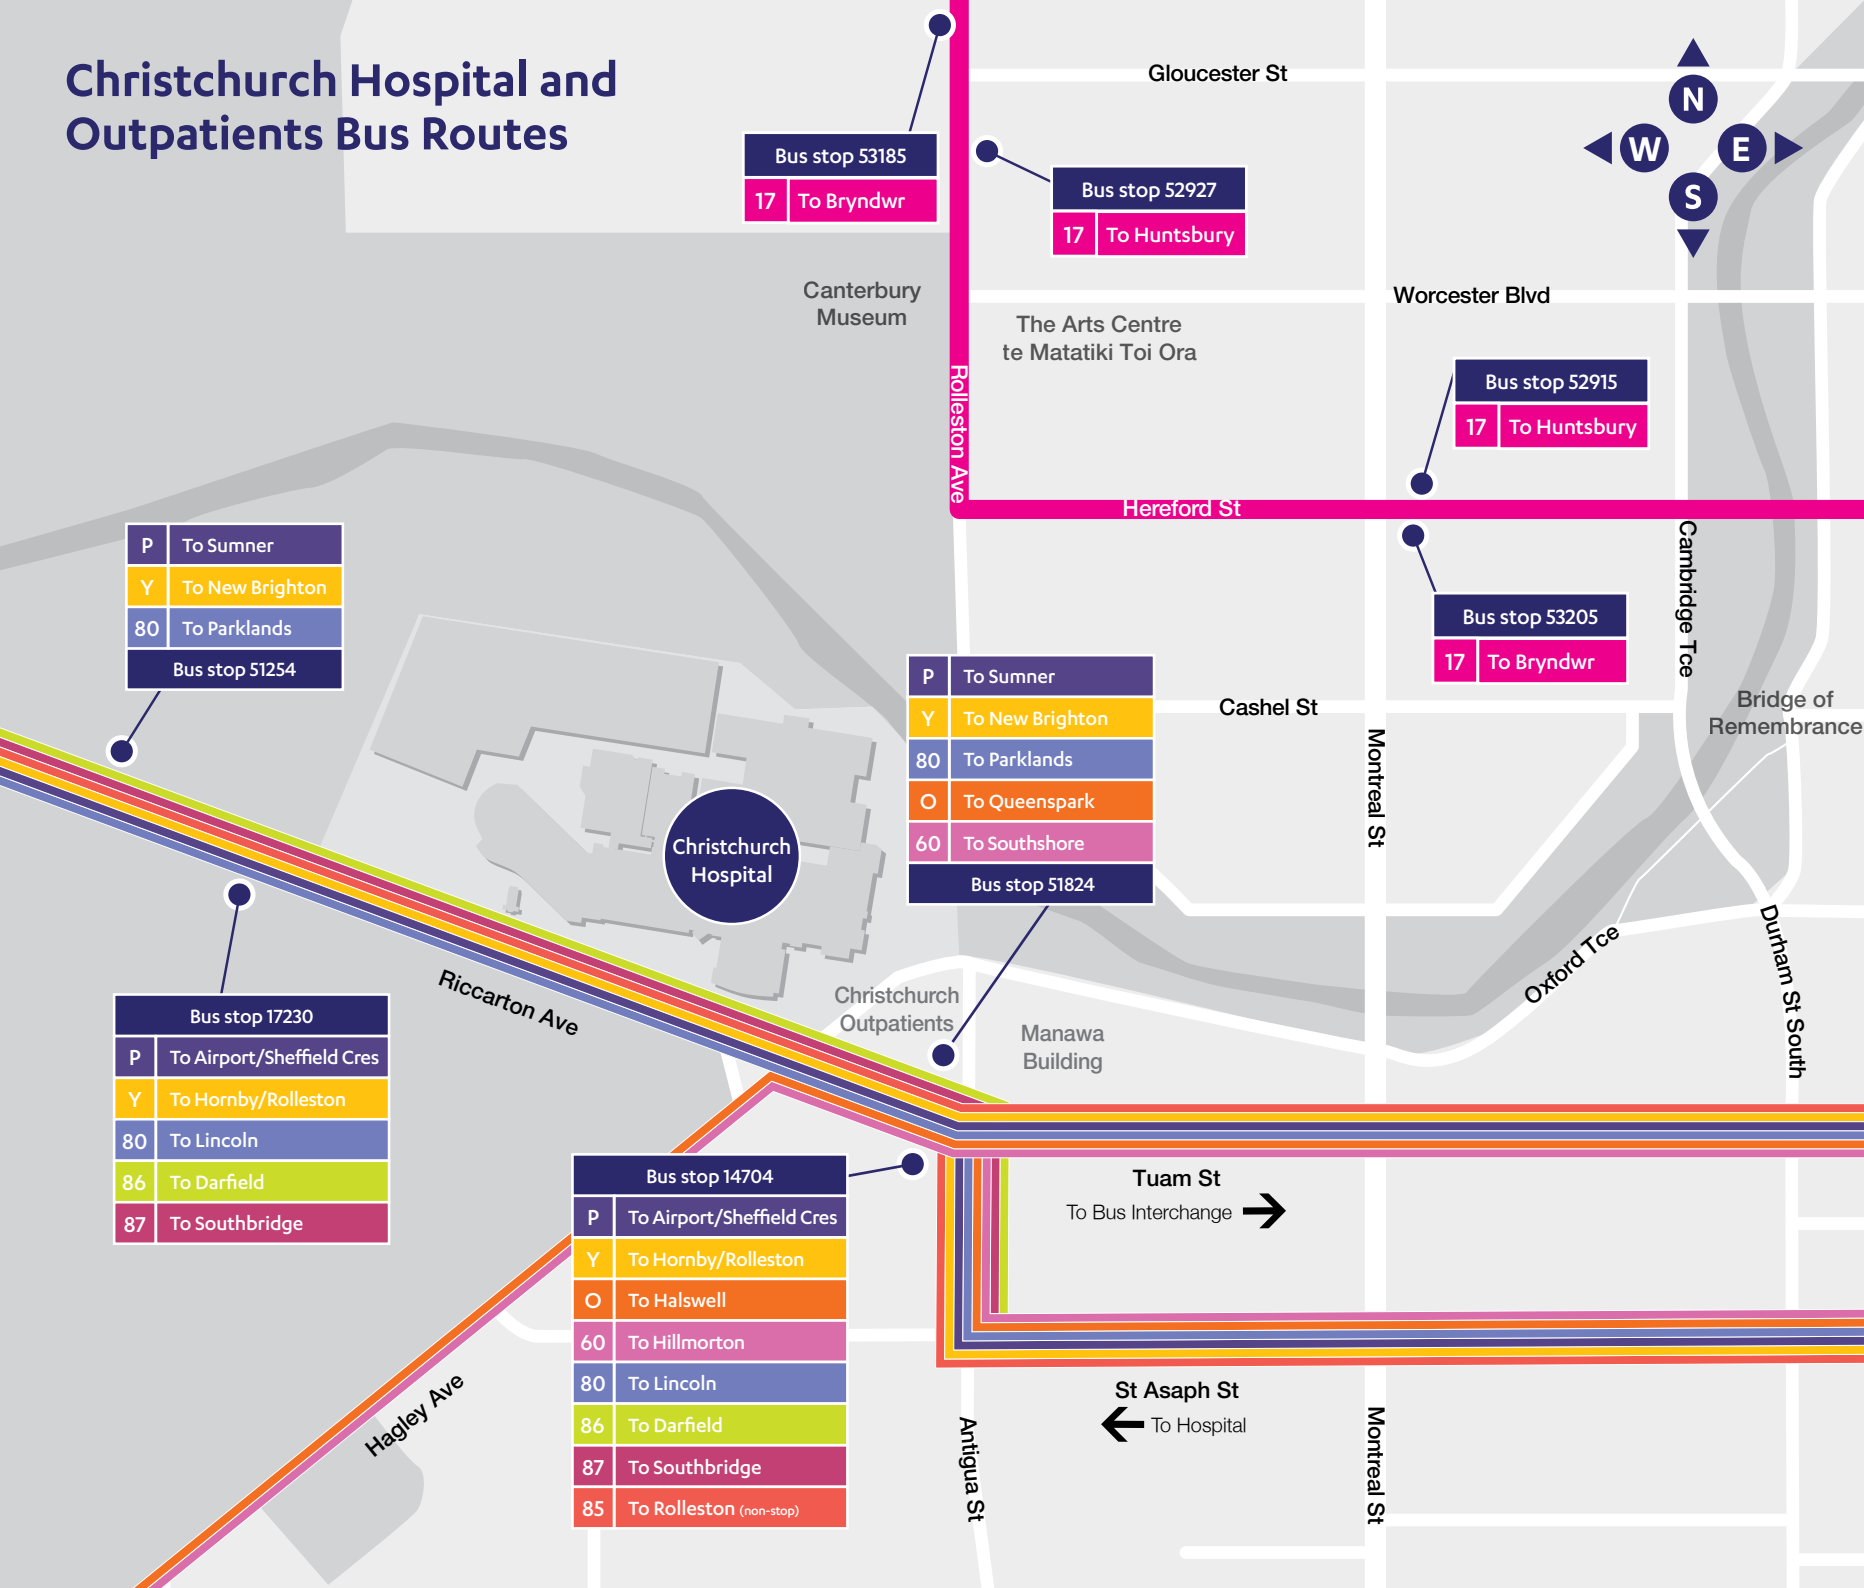 Christchurch Hospital and
Outpatients Bus Routes
Gloucester St
N
W
E
S
Bus stop 53185
17 To Bryndwr
Bus stop 52927
17 To Huntsbury
Canterbury
Museum
Worcester Blvd
The Arts Centre
te Matatiki Toi Ora
Rolleston Ave
Bus stop 52915
17 To Huntsbury
Hereford St
Cambridge Tce
P To Sumner
Y To New Brighton
80 To Parklands
Bus stop 51254
Bus stop 53205
17 To Bryndwr
P To Sumner
Y To New Brighton
80 To Parklands
O To Queenspark
60 To Southshore
Bus stop 51824
Cashel St
Bridge of
Remembrance
Montreal St
Christchurch
Hospital
Oxford Tce
Durham St South
Riccarton Ave
Christchurch
Outpatients
Manawa
Building
Bus stop 17230
P To Airport/Sheffield Cres
Y To Hornby/Rolleston
80 To Lincoln
86 To Darfield
87 To Southbridge
Bus stop 14704
P To Airport/Sheffield Cres
Y To Hornby/Rolleston
O To Halswell
60 To Hillmorton
80 To Lincoln
86 To Darfield
87 To Southbridge
85 To Rolleston (non-stop)
Tuam St
To Bus Interchange
Hagley Ave
St Asaph St
To Hospital
Antigua St
Montreal St